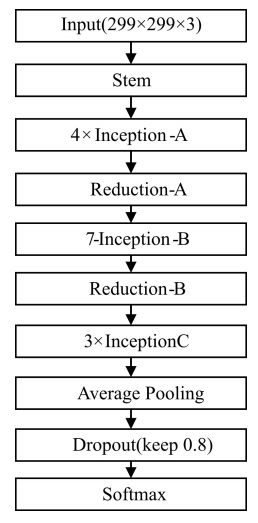 Input(299×299×3)
Stem
4×Inception-A
Reduction-A
7-Inception-B
Reduction-B
3×InceptionC
Average Pooling
Dropout(keep 0.8)
Softmax